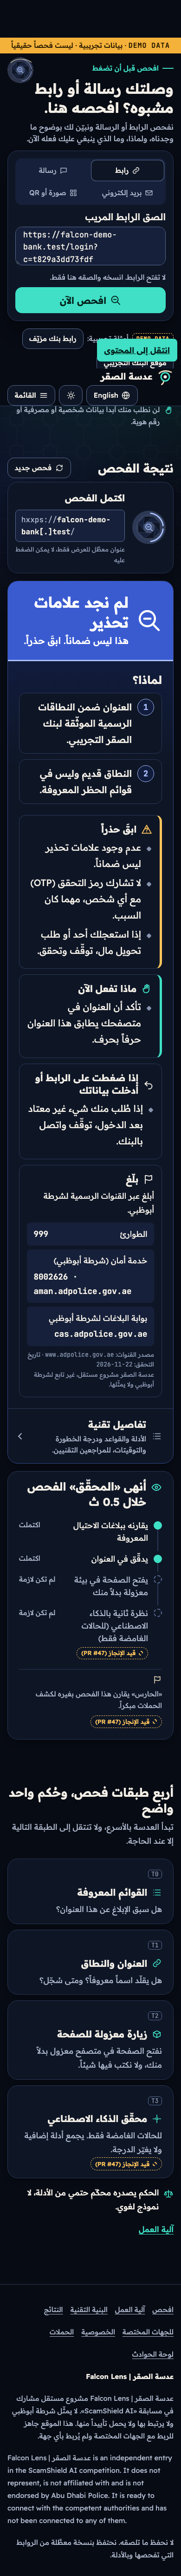 DEMO DATA · بيانات تجريبية - ليست فحصاً حقيقياً
افحص قبل أن تضغط
وصلتك رسالة أو رابط
مشبوه؟ افحصه هنا.
افحص الرابط أو الرسالة ونبيّن لك بوضوح ما
وجدناه، ولماذا، وما الذي ينبغي عليك فعله الآن.
رابط
رسالة
بريد إلكتروني
صورة أو QR
الصق الرابط المريب
https://falcon-demo-
bank.test/login?
c=t829a3dd73fdf
لا تفتح الرابط. انسخه والصقه هنا فقط.
افحص الآن
رابط بنك مزيّف
انتقل إلى المحتوى
عدسة الصقر
English
القائمة
لن نطلب منك أبداً بيانات شخصية أو مصرفية أو
رقم هوية.
نتيجة الفحص
فحص جديد
اكتمل الفحص
hxxps://falcon-demo-
bank[.]test/
عنوان معطّل للعرض فقط، لا يمكن الضغط
عليه
لم نجد علامات
تحذير
هذا ليس ضماناً. ابقَ حذراً.
لماذا؟
1
العنوان ضمن النطاقات
الرسمية الموثّقة لبنك
الصقر التجريبي.
2
النطاق قديم وليس في
قوائم الحظر المعروفة.
ابقَ حذراً
عدم وجود علامات تحذير
ليس ضماناً.
لا تشارك رمز التحقق (OTP)
مع أي شخص، مهما كان
السبب.
إذا استعجلك أحد أو طلب
تحويل مال، توقّف وتحقق.
ماذا تفعل الآن
تأكد أن العنوان في
متصفحك يطابق هذا العنوان
حرفاً بحرف.
إذا ضغطت على الرابط أو
أدخلت بياناتك
إذا طُلب منك شيء غير معتاد
بعد الدخول، توقّف واتصل
بالبنك.
بلّغ
أبلغ عبر القنوات الرسمية لشرطة
أبوظبي.
الطوارئ
999
خدمة أمان (شرطة أبوظبي)
8002626 ·
aman.adpolice.gov.ae
بوابة البلاغات لشرطة أبوظبي
cas.adpolice.gov.ae
مصدر القنوات: www.adpolice.gov.ae · تاريخ
عدسة الصقر مشروع مستقل، غير تابع لشرطة
أبوظبي ولا يمثّلها.
تفاصيل تقنية
الأدلة والقواعد ودرجة الخطورة
والتوقيتات، للمراجعين التقنيين.
أنهى «المحقّق» الفحص
خلال 0.5 ث
يقارنه ببلاغات الاحتيال
المعروفة
اكتملت
يدقّق في العنوان
اكتملت
يفتح الصفحة في بيئة
معزولة بدلاً منك
لم تكن لازمة
نظرة ثانية بالذكاء
الاصطناعي (للحالات
الغامضة فقط)
لم تكن لازمة
قيد الإنجاز (PR #47)
«الحارس» يقارن هذا الفحص بغيره لكشف
الحملات مبكراً.
قيد الإنجاز (PR #47)
أربع طبقات فحص، وحُكم واحد
واضح
تبدأ العدسة بالأسرع، ولا تنتقل إلى الطبقة التالية
إلا عند الحاجة.
T0
القوائم المعروفة
هل سبق الإبلاغ عن هذا العنوان؟
T1
العنوان والنطاق
هل يقلّد اسماً معروفاً؟ ومتى سُجّل؟
T2
زيارة معزولة للصفحة
نفتح الصفحة في متصفح معزول بدلاً
منك، ولا نكتب فيها شيئاً.
T3
محقّق الذكاء الاصطناعي
للحالات الغامضة فقط. يجمع أدلة إضافية
ولا يغيّر الدرجة.
قيد الإنجاز (PR #47)
الحكم يصدره محكّم حتمي من الأدلة، لا
نموذج لغوي.
آلية العمل
افحص
آلية العمل
البنية التقنية
النتائج
للجهات المختصة
الخصوصية
الحملات
لوحة الحوادث
عدسة الصقر | Falcon Lens
عدسة الصقر | Falcon Lens مشروع مستقل مشارك
في مسابقة «ScamShield AI». لا يمثّل شرطة أبوظبي
ولا يرتبط بها ولا يحمل تأييداً منها. هذا الموقع جاهز
للربط مع الجهات المختصة ولم يُربط بأي جهة.
Falcon Lens | عدسة الصقر is an independent entry
in the ScamShield AI competition. It does not
represent, is not affiliated with and is not
endorsed by Abu Dhabi Police. It is ready to
connect with the competent authorities and has
not been connected to any of them.
لا نحفظ ما تلصقه. نحتفظ بنسخة معطّلة من الروابط
التي تفحصها وبالأدلة.